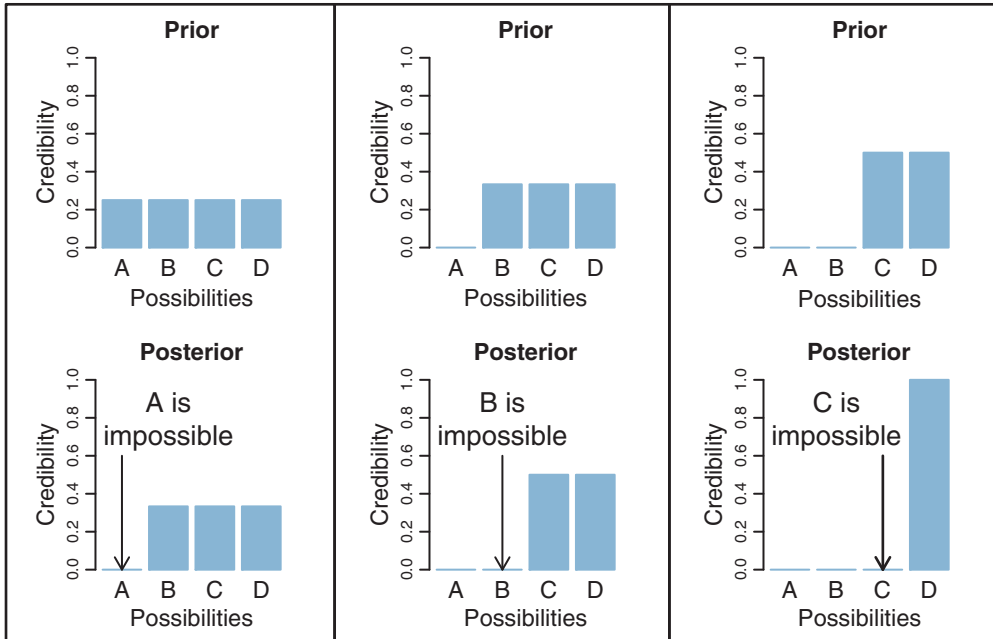 Prior
1.0
0.8
0.6
0.4
0.2
0.0
Credibility
A B C D
Possibilities
Posterior
1.0
0.8
0.6
0.4
0.2
0.0
Credibility
A is
impossible
A B C D
Possibilities
Prior
1.0
0.8
0.6
0.4
0.2
0.0
Credibility
A B C D
Possibilities
Posterior
1.0
0.8
0.6
0.4
0.2
0.0
Credibility
B is
impossible
A B C D
Possibilities
Prior
1.0
0.8
0.6
0.4
0.2
0.0
Credibility
A B C D
Possibilities
Posterior
1.0
0.8
0.6
0.4
0.2
0.0
Credibility
C is
impossible
A B C D
Possibilities